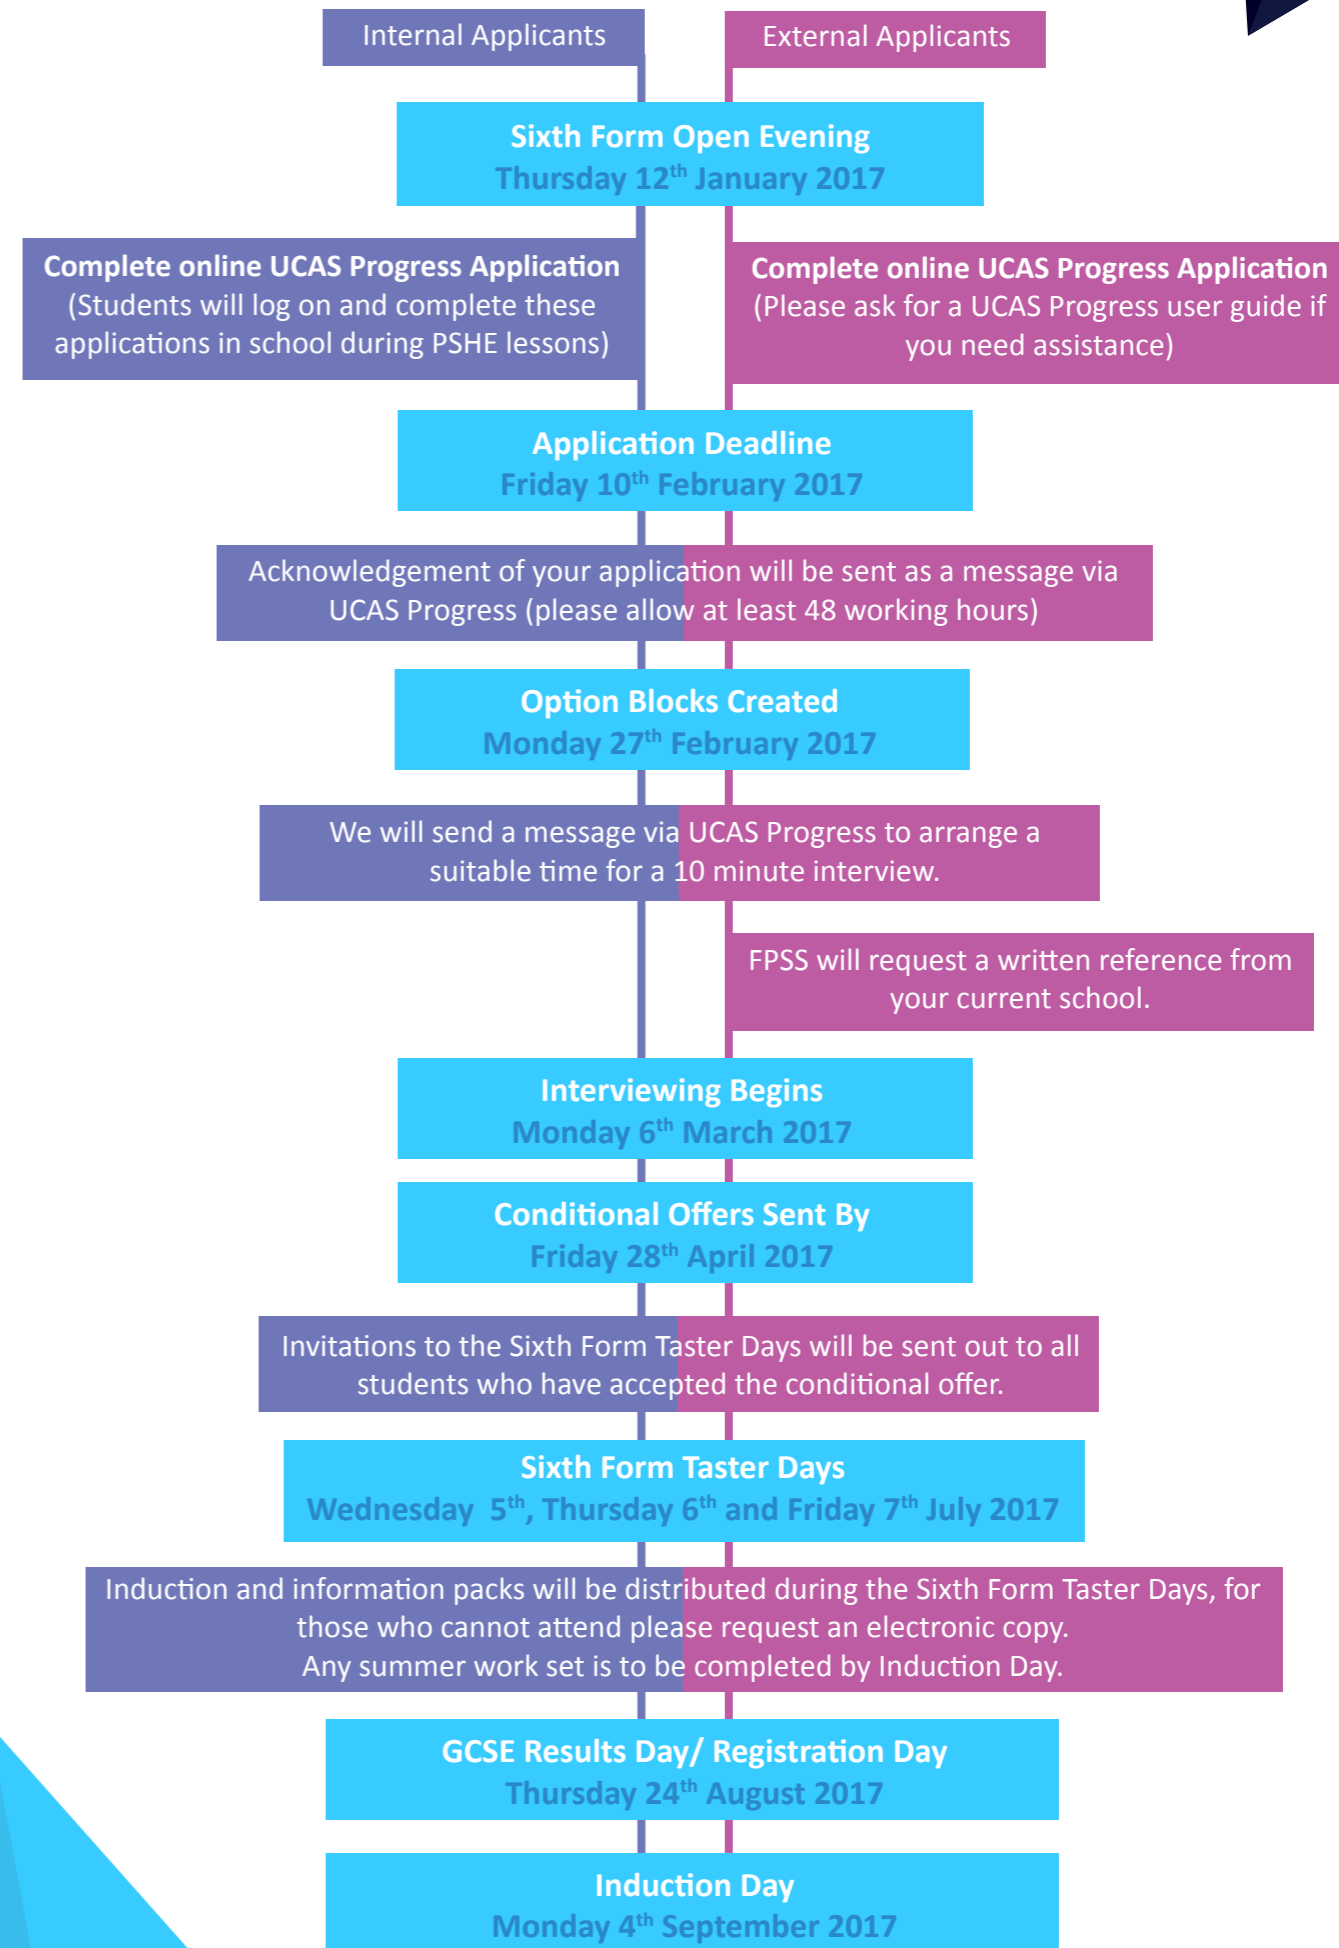 Internal Applicants
External Applicants
Sixth Form Open Evening
Thursday 12th January 2017
Complete online UCAS Progress Application
(Students will log on and complete these
applications in school during PSHE lessons)
Complete online UCAS Progress Application
(Please ask for a UCAS Progress user guide if
you need assistance)
Application Deadline
Friday 10th February 2017
Acknowledgement of your application will be sent as a message via
UCAS Progress (please allow at least 48 working hours)
Option Blocks Created
Monday 27th February 2017
We will send a message via UCAS Progress to arrange a
suitable time for a 10 minute interview.
FPSS will request a written reference from
your current school.
Interviewing Begins
Monday 6th March 2017
Conditional Offers Sent By
Friday 28th April 2017
Invitations to the Sixth Form Taster Days will be sent out to all
students who have accepted the conditional offer.
Sixth Form Taster Days
Wednesday 5th, Thursday 6th and Friday 7th July 2017
Induction and information packs will be distributed during the Sixth Form Taster Days, for
those who cannot attend please request an electronic copy.
Any summer work set is to be completed by Induction Day.
GCSE Results Day/ Registration Day
Thursday 24th August 2017
Induction Day
Monday 4th September 2017